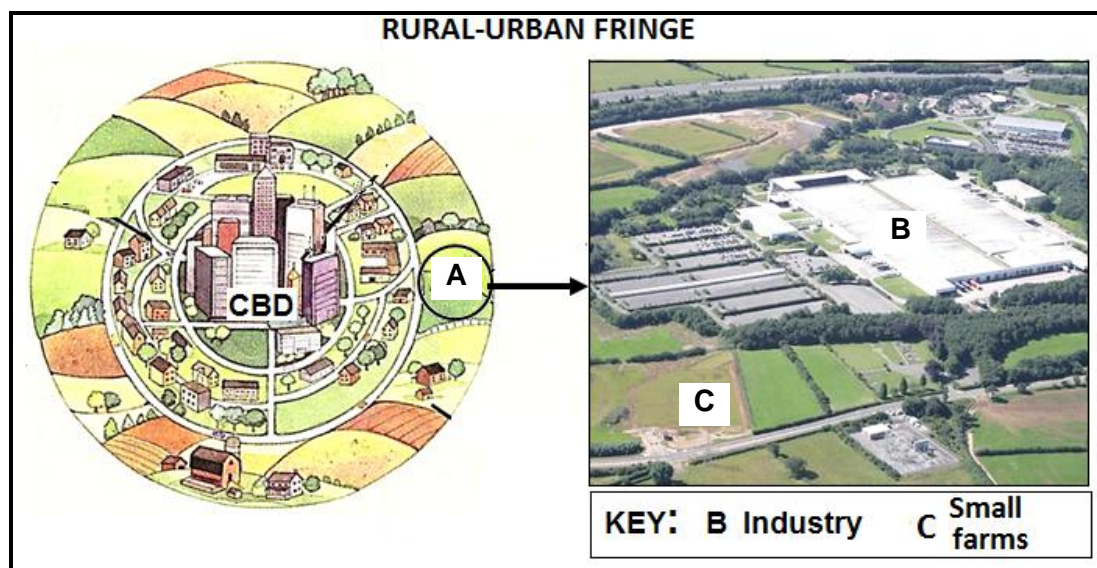 RURAL-URBAN FRINGE
A
CBD
B
C
KEY: B Industry C Small farms